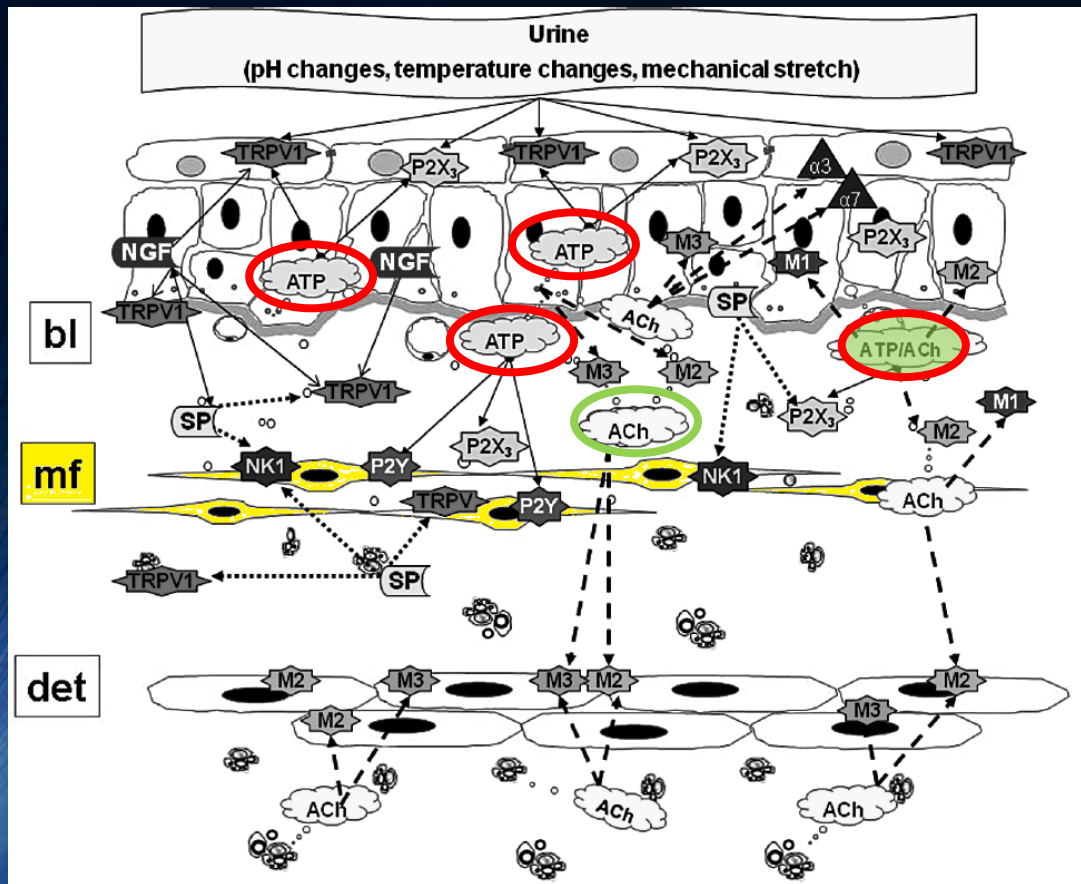 Urine
(pH changes, temperature changes, mechanical stretch)
TRPV1
P2X3
TRPV1
P2X3
α3
TRPV1
α7
NGF
ATP
NGF
ATP
M3
P2X3
M1
M2
TRPV1
bl
ATP
ACh
SP
ATP/ACh
M3
M2
TRPV1
SP
ACh
P2X3
M1
M2
P2X3
mf
NK1
P2Y
NK1
TRPV
P2Y
ACh
TRPV1
SP
det
M2
M3
M3
M2
M2
M2
M3
ACh
ACh
ACh